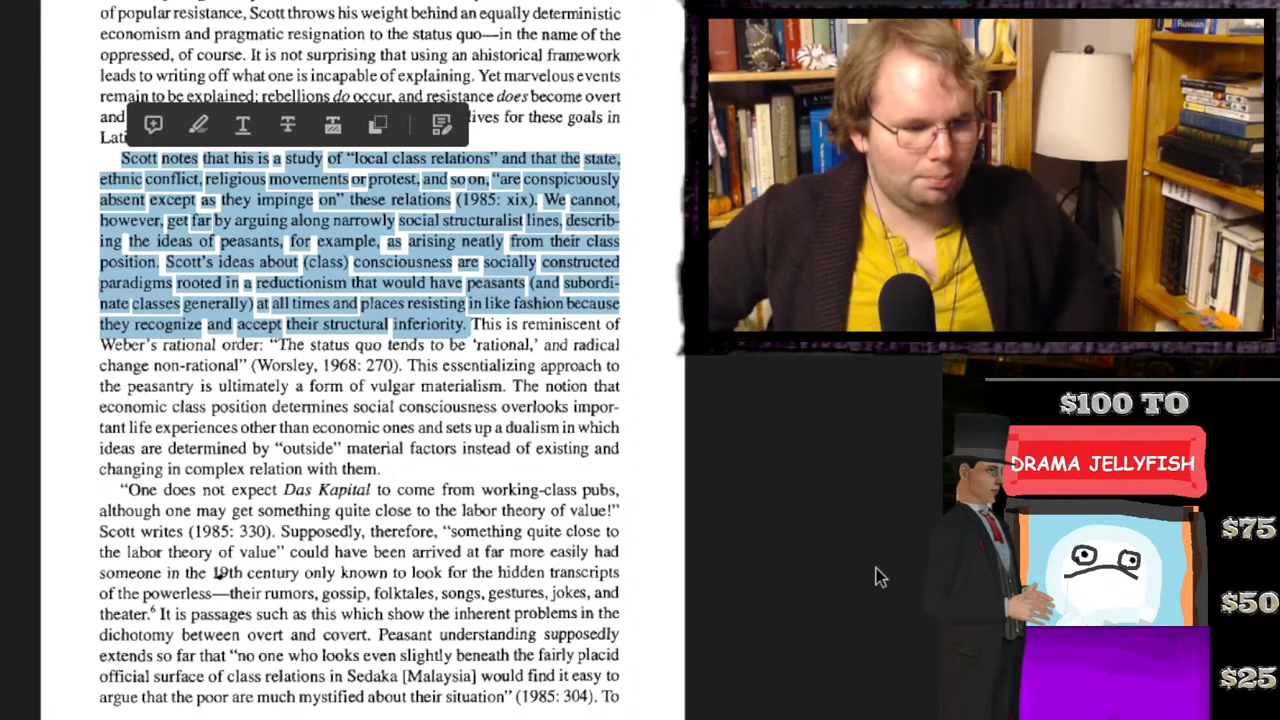 of popular resistance, Scott throws his weight behind an equally deterministic
economism and pragmatic resignation to the status quo—in the name of the
oppressed, of course. It is not surprising that using an ahistorical framework
leads to writing off what one is incapable of explaining. Yet marvelous events
remain to be explained; rebellions do occur, and resistance does become overt
and
lives for these goals in
Lati
Scott notes that his is a study of “local class relations” and that the state,
ethnic conflict, religious movements or protest, and so on, “are conspicuously
absent except as they impinge on” these relations (1985: xix). We cannot,
however, get far by arguing along narrowly social structuralist lines, describ-
ing the ideas of peasants, for example, as arising neatly from their class
position. Scott’s ideas about (class) consciousness are socially constructed
paradigms rooted in a reductionism that would have peasants (and subordi-
nate classes generally) at all times and places resisting in like fashion because
they recognize and accept their structural inferiority. This is reminiscent of
Weber’s rational order: “The status quo tends to be ‘rational,’ and radical
change non-rational” (Worsley, 1968: 270). This essentializing approach to
the peasantry is ultimately a form of vulgar materialism. The notion that
economic class position determines social consciousness overlooks impor-
tant life experiences other than economic ones and sets up a dualism in which
ideas are determined by “outside” material factors instead of existing and
changing in complex relation with them.
“One does not expect Das Kapital to come from working-class pubs,
although one may get something quite close to the labor theory of value!”
Scott writes (1985: 330). Supposedly, therefore, “something quite close to
the labor theory of value” could have been arrived at far more easily had
someone in the 19th century only known to look for the hidden transcripts
of the powerless—their rumors, gossip, folktales, songs, gestures, jokes, and
theater.⁶ It is passages such as this which show the inherent problems in the
dichotomy between overt and covert. Peasant understanding supposedly
extends so far that “no one who looks even slightly beneath the fairly placid
official surface of class relations in Sedaka [Malaysia] would find it easy to
argue that the poor are much mystified about their situation” (1985: 304). To
Russian
$100 TO
DRAMA JELLYFISH
$75
$50
$25